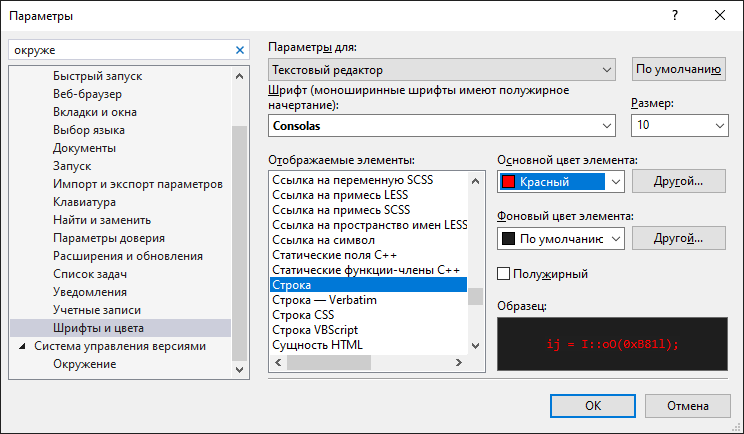 Параметры
окруже
Быстрый запуск
Веб-браузер
Вкладки и окна
Выбор языка
Документы
Запуск
Импорт и экспорт параметров
Клавиатура
Найти и заменить
Параметры доверия
Расширения и обновления
Список задач
Уведомления
Учетные записи
Шрифты и цвета
Система управления версиями
Окружение
Параметры для:
Текстовый редактор
По умолчанию
Шрифт (моноширинные шрифты имеют полужирное
начертание):
Consolas
Размер:
10
Отображаемые элементы:
Ссылка на переменную SCSS
Ссылка на примесь LESS
Ссылка на примесь SCSS
Ссылка на пространство имен LESS
Ссылка на символ
Статические поля C++
Статические функции-члены C++
Строка
Строка — Verbatim
Строка CSS
Строка VBScript
Сущность HTML
Основной цвет элемента:
Красный
Другой...
Фоновый цвет элемента:
По умолчанию
Другой...
Полужирный
Образец:
ij = I::oO(0xB81l);
OK
Отмена